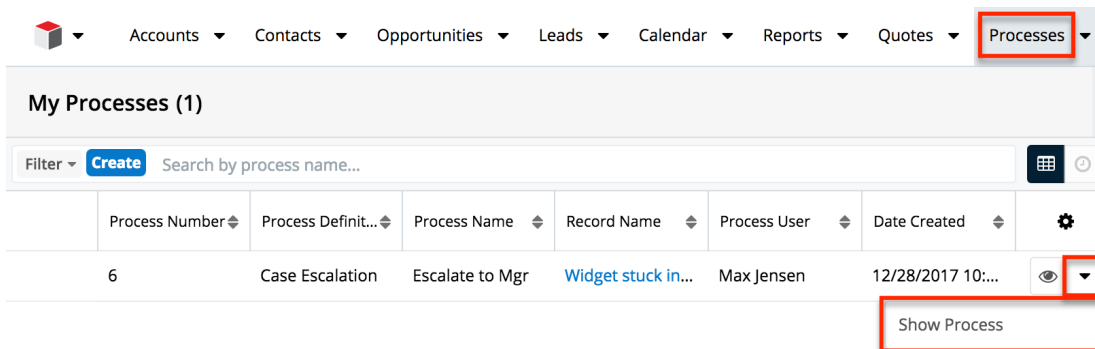 Accounts Contacts Opportunities Leads Calendar Reports Quotes Processes
My Processes (1)
Filter Create Search by process name...
Process Number Process Definit... Process Name Record Name Process User Date Created
6 Case Escalation Escalate to Mgr Widget stuck in... Max Jensen 12/28/2017 10:...
Show Process